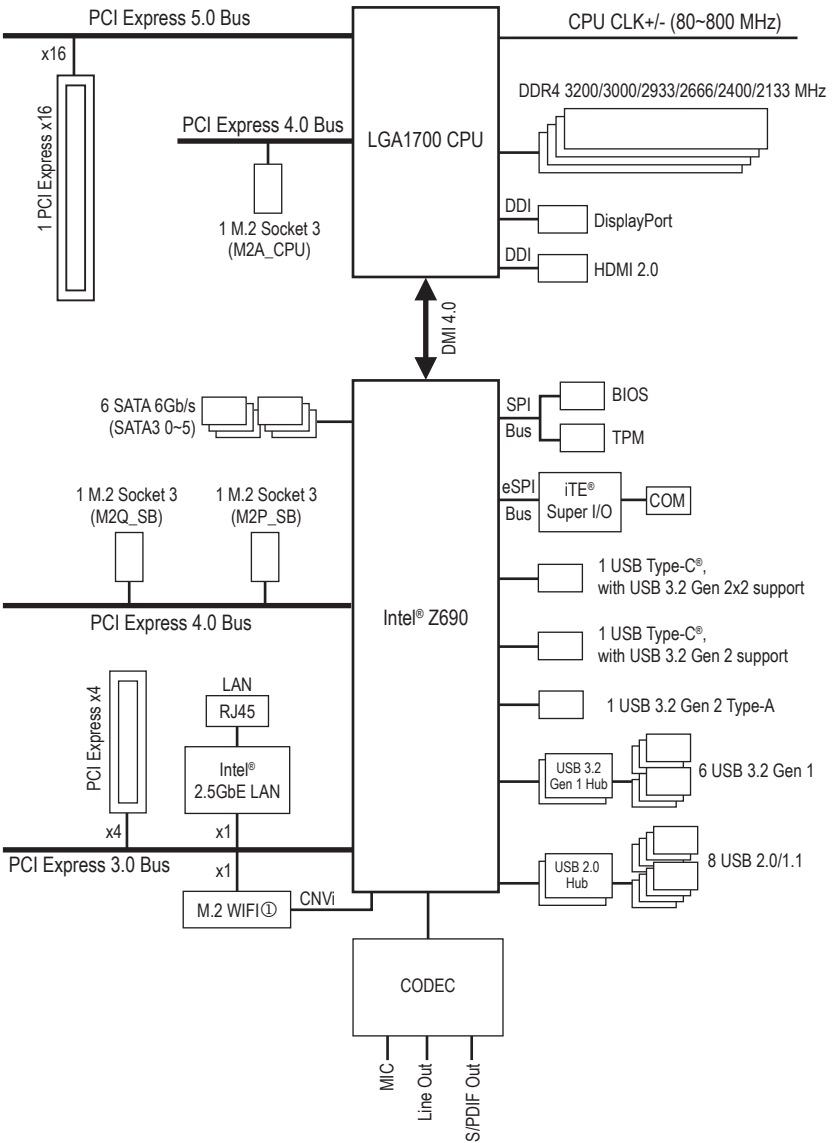 PCI Express 5.0 Bus
CPU CLK+/- (80~800 MHz)
x16
1 PCI Express x16
DDR4 3200/3000/2933/2666/2400/2133 MHz
PCI Express 4.0 Bus
LGA1700 CPU
1 M.2 Socket 3
(M2A_CPU)
DDI
DisplayPort
DDI
HDMI 2.0
DMI 4.0
6 SATA 6Gb/s
(SATA3 0~5)
SPI
Bus
BIOS
TPM
1 M.2 Socket 3
(M2Q_SB)
1 M.2 Socket 3
(M2P_SB)
eSPI
Bus
iTE®
Super I/O
COM
1 USB Type-C®,
with USB 3.2 Gen 2x2 support
PCI Express 4.0 Bus
Intel® Z690
1 USB Type-C®,
with USB 3.2 Gen 2 support
PCI Express x4
LAN
RJ45
1 USB 3.2 Gen 2 Type-A
Intel®
2.5GbE LAN
USB 3.2
Gen 1 Hub
6 USB 3.2 Gen 1
x4
x1
PCI Express 3.0 Bus
x1
USB 2.0
Hub
8 USB 2.0/1.1
M.2 WIFI①
CNVi
CODEC
MIC
Line Out
S/PDIF Out